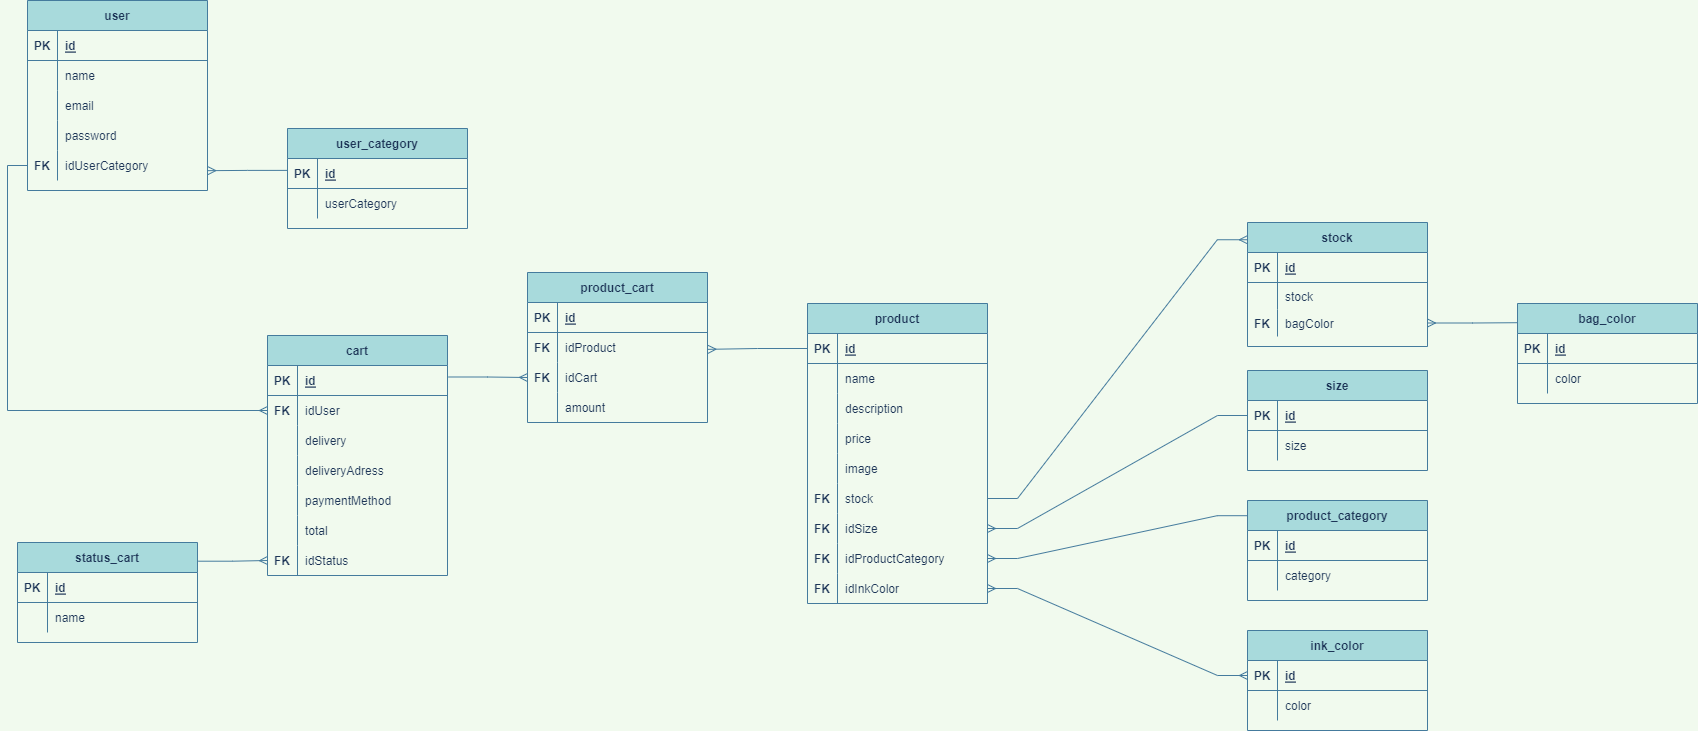 user
PK id
name
email
password
FK idUserCategory
user_category
PK id
userCategory
product_cart
PK id
FK idProduct
FK idCart
amount
cart
PK id
FK idUser
delivery
deliveryAdress
paymentMethod
total
FK idStatus
status_cart
PK id
name
product
PK id
name
description
price
image
FK stock
FK idSize
FK idProductCategory
FK idInkColor
stock
PK id
stock
FK bagColor
bag_color
PK id
color
size
PK id
size
product_category
PK id
category
ink_color
PK id
color